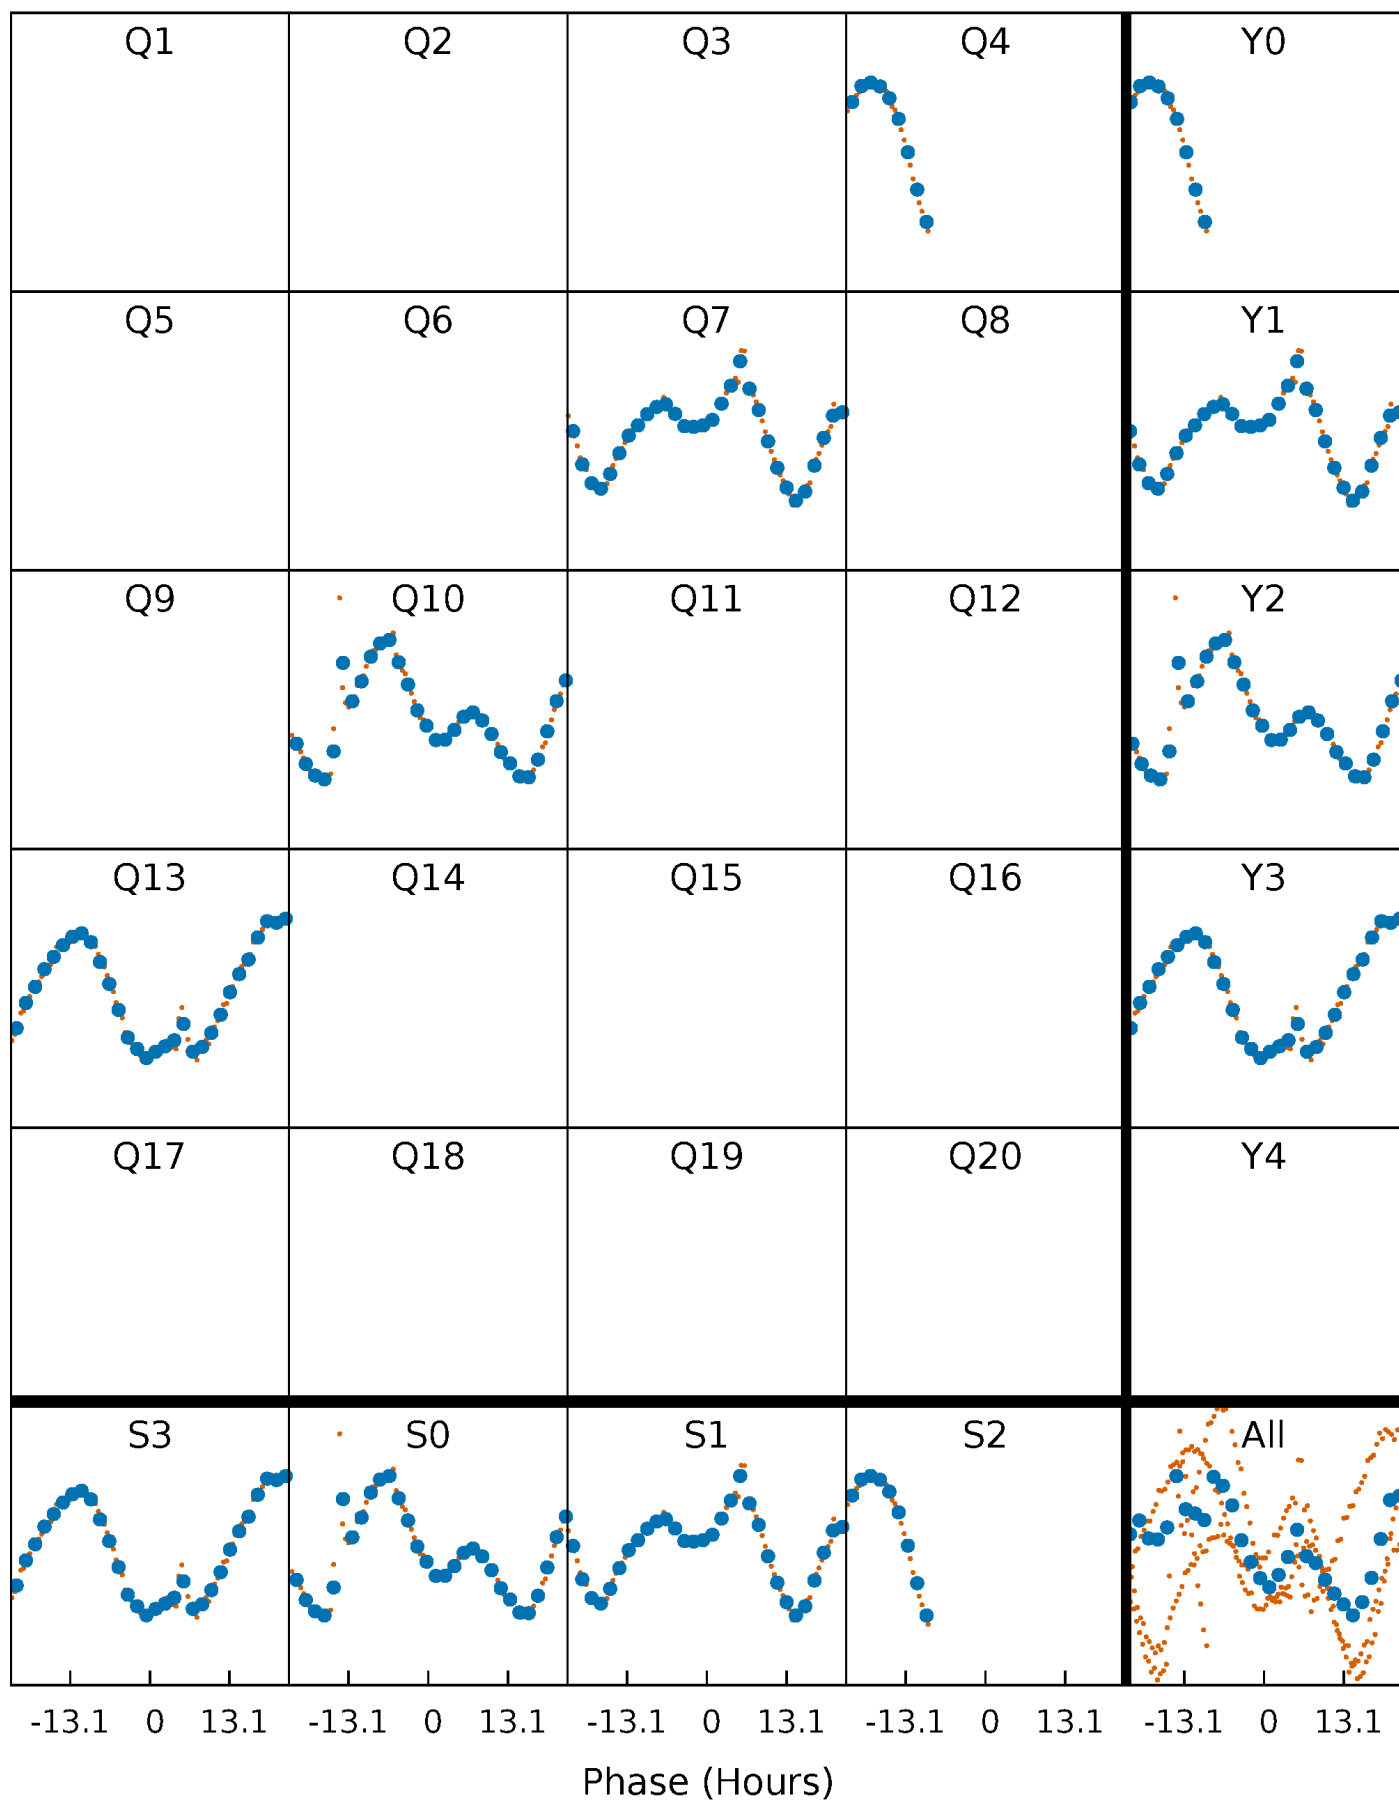 Q1 Q2 Q3 Q4 Y0
Q5 Q6 Q7 Q8 Y1
Q9 Q10 Q11 Q12 Y2
Q13 Q14 Q15 Q16 Y3
Q17 Q18 Q19 Q20 Y4
S3 S0 S1 S2 All
-13.1 0 13.1 -13.1 0 13.1 -13.1 0 13.1 -13.1 0 13.1 -13.1 0 13.1
Phase (Hours)